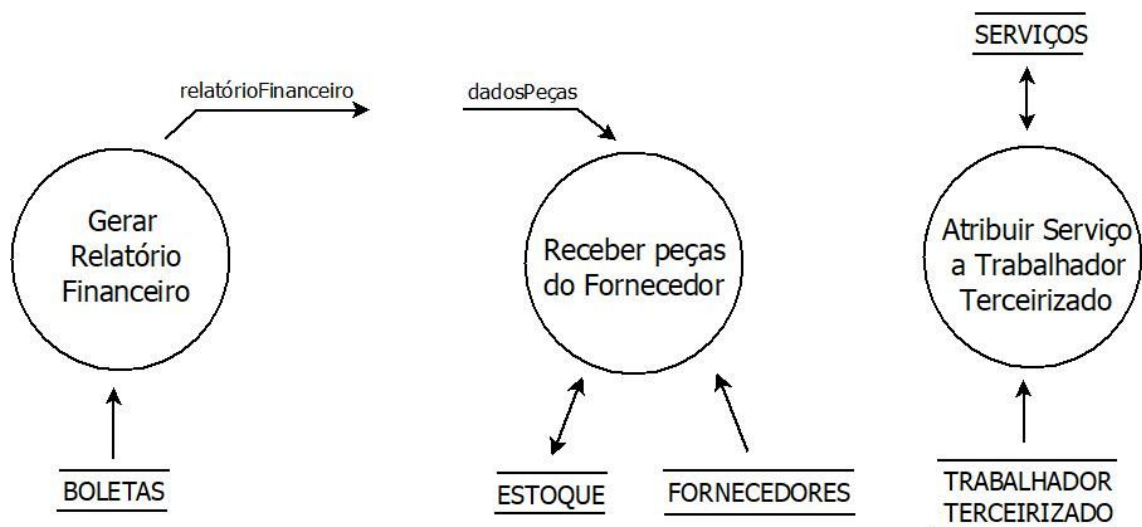 SERVIÇOS
relatórioFinanceiro
dadosPeças
Gerar
Relatório
Financeiro
Receber peças
do Fornecedor
Atribuir Serviço
a Trabalhador
Terceirizado
BOLETAS
ESTOQUE
FORNECEDORES
TRABALHADOR
TERCEIRIZADO